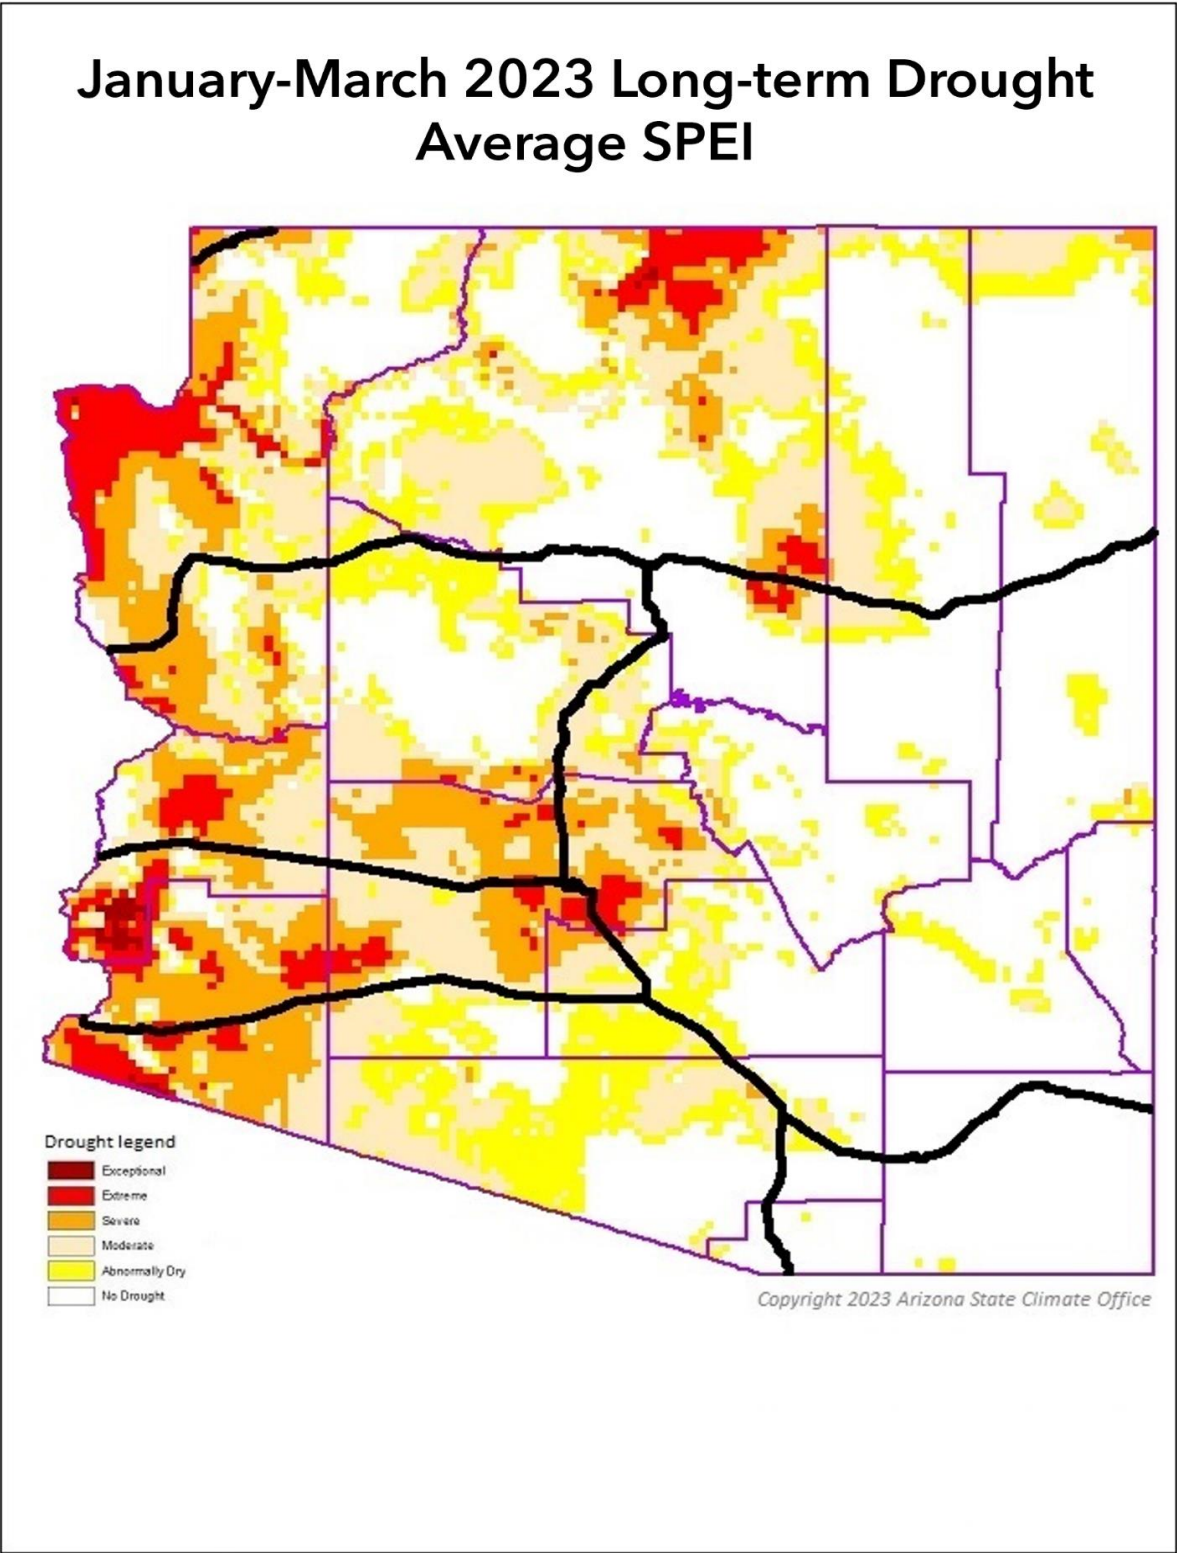 January-March 2023 Long-term Drought
Average SPEI
Drought legend
Exceptional
Extreme
Severe
Moderate
Abnormally Dry
No Drought
Copyright 2023 Arizona State Climate Office